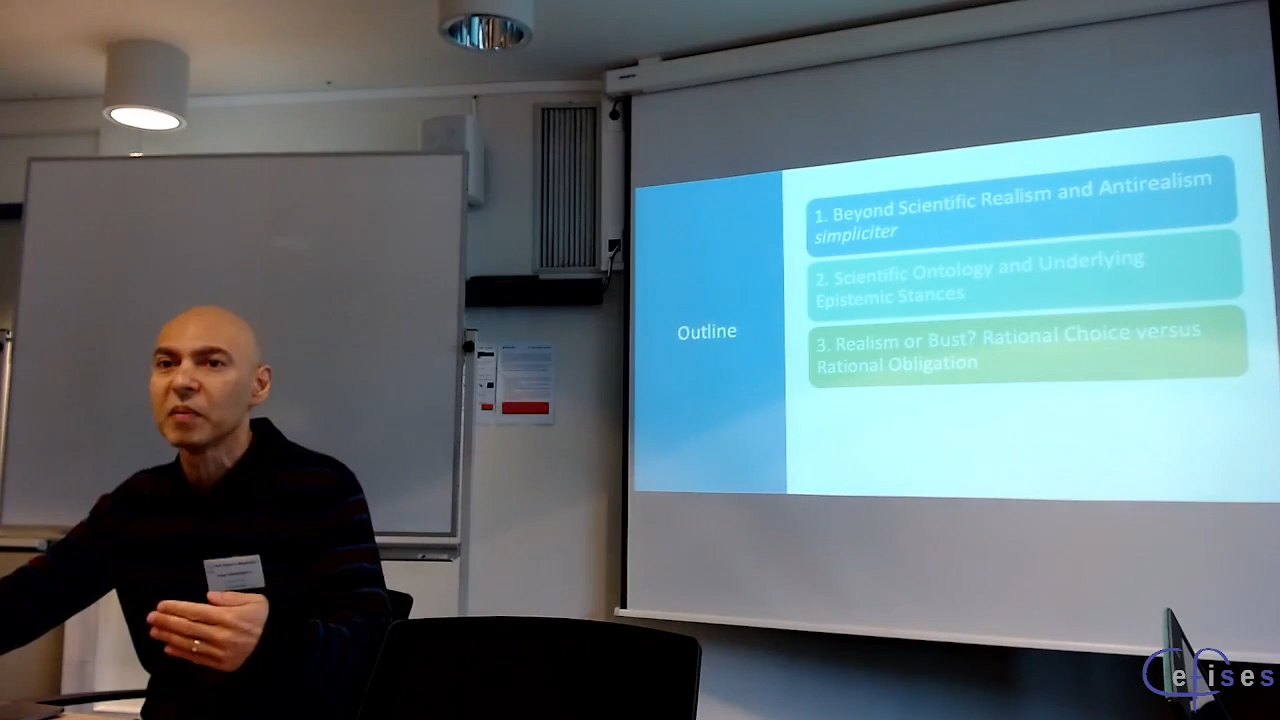 Outline
1. Beyond Scientific Realism and Antirealism
simpliciter
2. Scientific Ontology and Underlying
Epistemic Stances
3. Realism or Bust? Rational Choice versus
Rational Obligation
Cefises